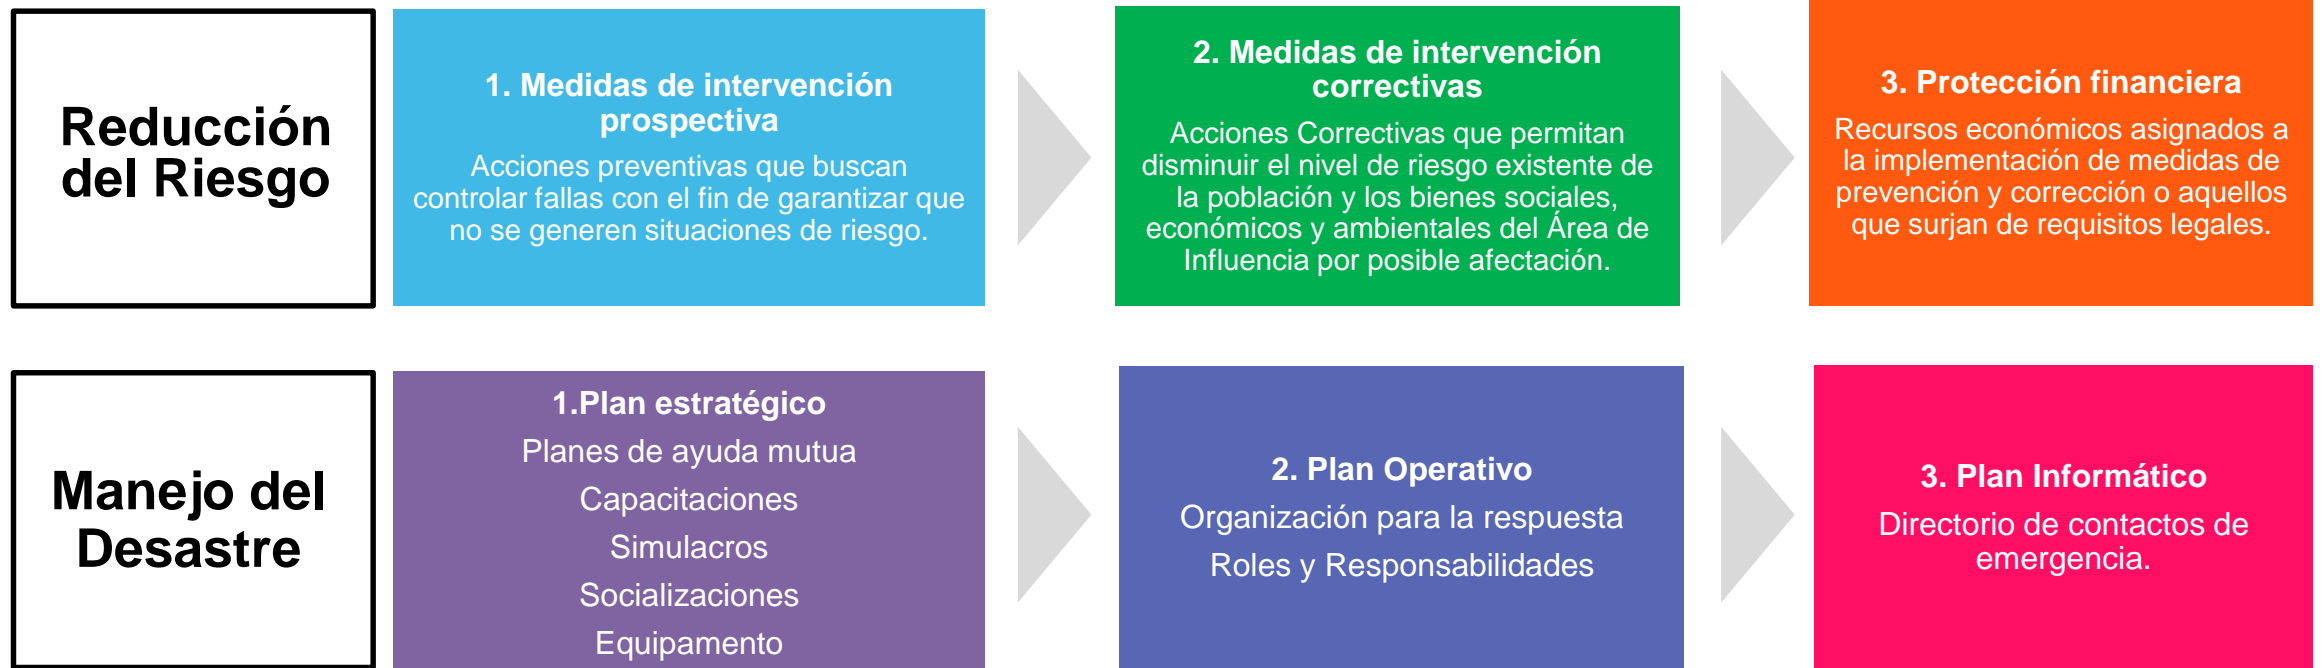 Reducción
del Riesgo
1. Medidas de intervención
prospectiva
Acciones preventivas que buscan
controlar fallas con el fin de garantizar que
no se generen situaciones de riesgo.
2. Medidas de intervención
correctivas
Acciones Correctivas que permitan
disminuir el nivel de riesgo existente de
la población y los bienes sociales,
económicos y ambientales del Área de
Influencia por posible afectación.
3. Protección financiera
Recursos económicos asignados a
la implementación de medidas de
prevención y corrección o aquellos
que surjan de requisitos legales.
Manejo del
Desastre
1.Plan estratégico
Planes de ayuda mutua
Capacitaciones
Simulacros
Socializaciones
Equipamento
2. Plan Operativo
Organización para la respuesta
Roles y Responsabilidades
3. Plan Informático
Directorio de contactos de
emergencia.